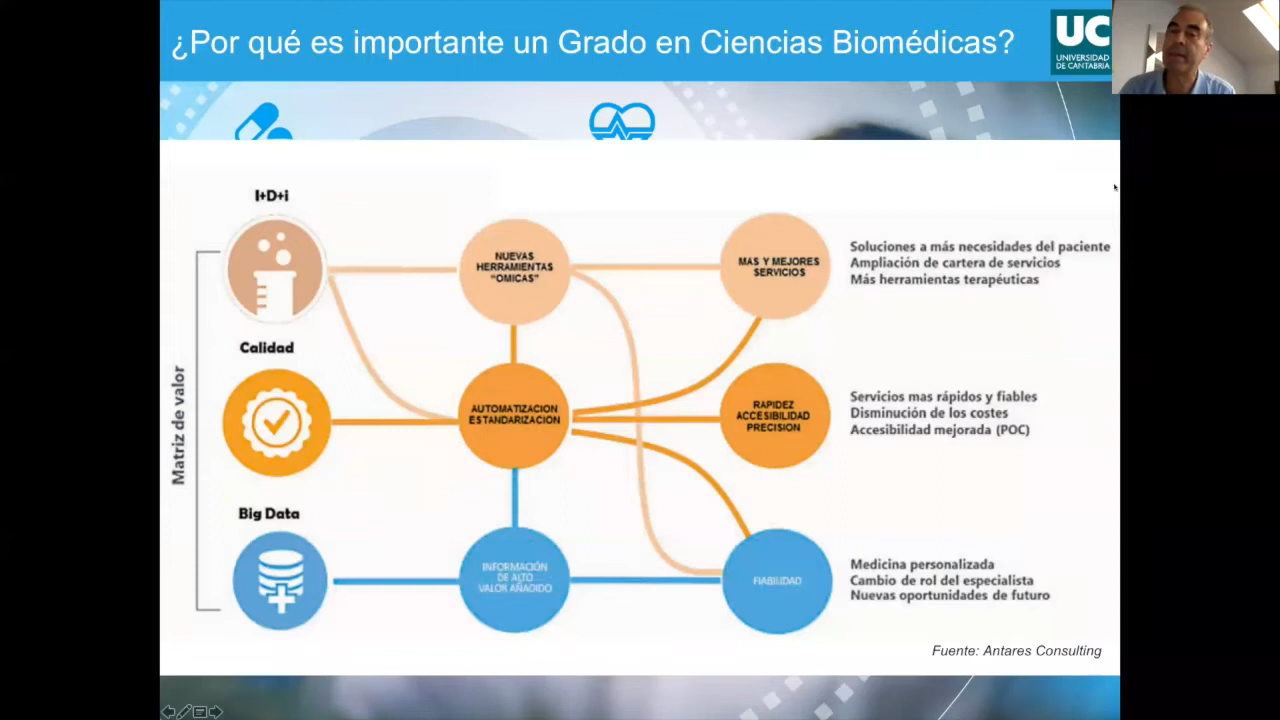 ¿Por qué es importante un Grado en Ciencias Biomédicas?
UC
UNIVERSIDAD
DE CANTABRIA
I+D+i
NUEVAS
HERRAMIENTAS
“OMICAS”
MAS Y MEJORES
SERVICIOS
Soluciones a más necesidades del paciente
Ampliación de cartera de servicios
Más herramientas terapéuticas
Matriz de valor
Calidad
AUTOMATIZACION
ESTANDARIZACION
RAPIDEZ
ACCESIBILIDAD
PRECISION
Servicios mas rápidos y fiables
Disminución de los costes
Accesibilidad mejorada (POC)
Big Data
INFORMACIÓN
DE ALTO
VALOR AÑADIDO
FIABILIDAD
Medicina personalizada
Cambio de rol del especialista
Nuevas oportunidades de futuro
Fuente: Antares Consulting